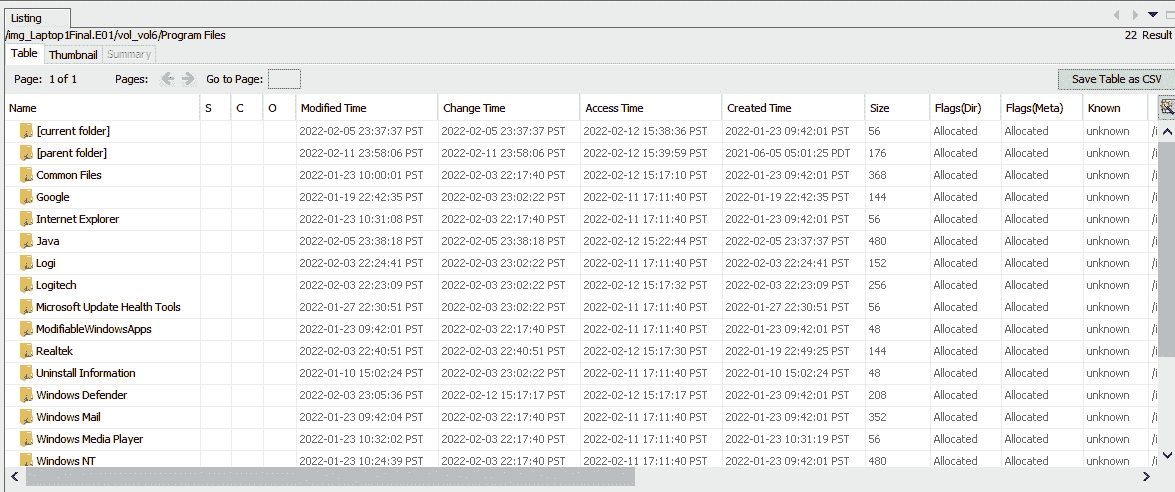 Listing
/img_Laptop1Final.E01/vol_vol6/Program Files 22 Result
Table Thumbnail Summary
Page: 1 of 1 Pages: Go to Page: Save Table as CSV
Name S C O Modified Time Change Time Access Time Created Time Size Flags(Dir) Flags(Meta) Known
[current folder] 2022-02-05 23:37:37 PST 2022-02-05 23:37:37 PST 2022-02-12 15:38:36 PST 2022-01-23 09:42:01 PST 56 Allocated Allocated unknown /i
[parent folder] 2022-02-11 23:58:06 PST 2022-02-11 23:58:06 PST 2022-02-12 15:39:59 PST 2021-06-05 05:01:25 PDT 176 Allocated Allocated unknown /i
Common Files 2022-01-23 10:00:01 PST 2022-02-03 22:17:40 PST 2022-02-12 15:17:10 PST 2022-01-23 09:42:01 PST 368 Allocated Allocated unknown /i
Google 2022-01-19 22:42:35 PST 2022-02-03 23:02:22 PST 2022-02-11 17:11:40 PST 2022-01-19 22:42:35 PST 144 Allocated Allocated unknown /i
Internet Explorer 2022-01-23 10:31:08 PST 2022-02-03 22:17:40 PST 2022-02-11 17:11:40 PST 2022-01-23 09:42:01 PST 56 Allocated Allocated unknown /i
Java 2022-02-05 23:38:18 PST 2022-02-05 23:38:18 PST 2022-02-12 15:22:44 PST 2022-02-05 23:37:37 PST 480 Allocated Allocated unknown /i
Logi 2022-02-03 22:24:41 PST 2022-02-03 23:02:22 PST 2022-02-11 17:11:40 PST 2022-02-03 22:24:41 PST 152 Allocated Allocated unknown /i
Logitech 2022-02-03 22:23:09 PST 2022-02-03 23:02:22 PST 2022-02-12 15:17:32 PST 2022-02-03 22:23:09 PST 256 Allocated Allocated unknown /i
Microsoft Update Health Tools 2022-01-27 22:30:51 PST 2022-02-03 23:02:22 PST 2022-02-11 17:11:40 PST 2022-01-27 22:30:51 PST 56 Allocated Allocated unknown /i
ModifiableWindowsApps 2022-01-23 09:42:01 PST 2022-02-03 22:17:40 PST 2022-02-11 17:11:40 PST 2022-01-23 09:42:01 PST 48 Allocated Allocated unknown /i
Realtek 2022-02-03 22:40:51 PST 2022-02-03 22:40:51 PST 2022-02-12 15:17:30 PST 2022-01-19 22:49:25 PST 144 Allocated Allocated unknown /i
Uninstall Information 2022-01-10 15:02:24 PST 2022-02-03 23:02:22 PST 2022-02-11 17:11:40 PST 2022-01-10 15:02:24 PST 48 Allocated Allocated unknown /i
Windows Defender 2022-02-03 23:05:36 PST 2022-02-12 15:17:17 PST 2022-02-12 15:17:17 PST 2022-01-23 09:42:01 PST 208 Allocated Allocated unknown /i
Windows Mail 2022-01-23 09:42:04 PST 2022-02-03 22:17:40 PST 2022-02-11 17:11:40 PST 2022-01-23 09:42:01 PST 352 Allocated Allocated unknown /i
Windows Media Player 2022-01-23 10:32:02 PST 2022-02-03 22:17:40 PST 2022-02-11 17:11:40 PST 2022-01-23 10:31:19 PST 56 Allocated Allocated unknown /i
Windows NT 2022-01-23 10:24:39 PST 2022-02-03 22:17:40 PST 2022-02-11 17:11:40 PST 2022-01-23 09:42:01 PST 480 Allocated Allocated unknown /i